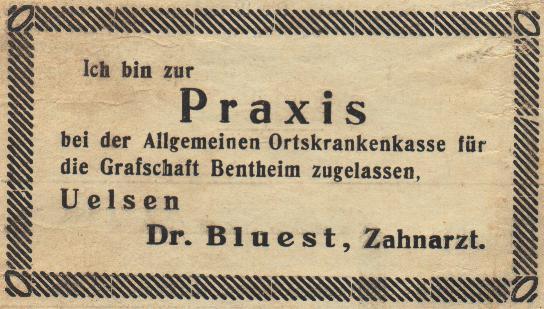 Ich bin zur
Praxis
bei der Allgemeinen Ortskrankenkasse für
die Grafschaft Bentheim zugelassen,
Uelsen
Dr. Bluest, Zahnarzt.